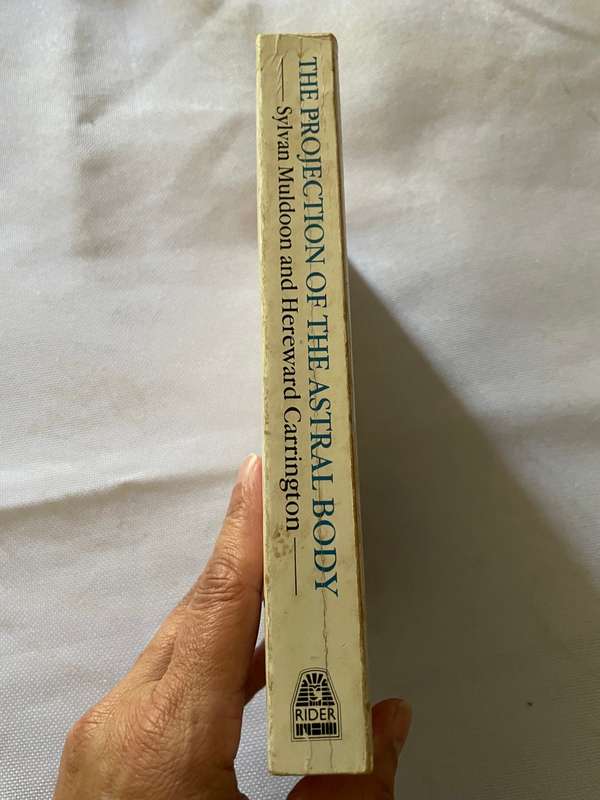 THE PROJECTION OF THE ASTRAL BODY
Sylvan Muldoon and Hereward Carrington
RIDER